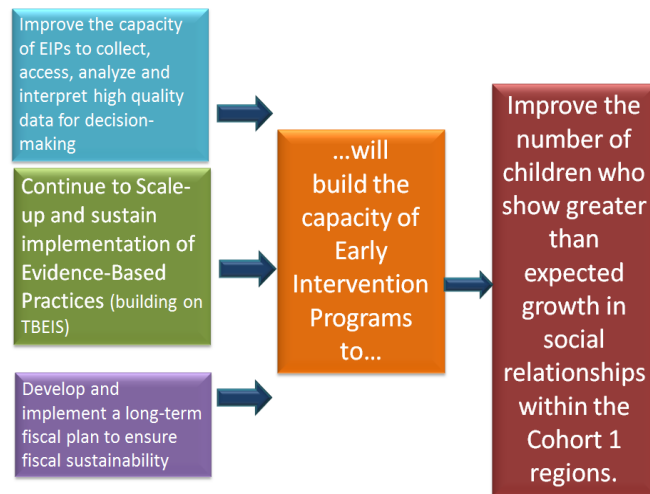 Improve the capacity
of EIPs to collect,
access, analyze and
interpret high quality
data for decision-
making
Continue to Scale-
up and sustain
implementation of
Evidence-Based
Practices (building on
TBEIS)
Develop and
implement a long-term
fiscal plan to ensure
fiscal sustainability
...will
build the
capacity of
Early
Intervention
Programs
to...
Improve the
number of
children who
show greater
than
expected
growth in
social
relationships
within the
Cohort 1
regions.